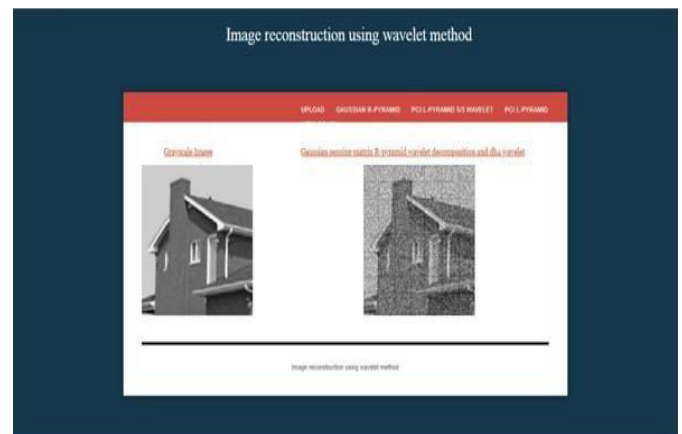 Image reconstruction using wavelet method
UPLOAD GAUSSIAN R-PYRAMID PCI L-PYRAMID 5/3 WAVELET PCI L-PYRAMID
Grayscale Image
Gaussian sensing matrix R-pyramid wavelet decomposition and db4 wavelet
Image reconstruction using wavelet method